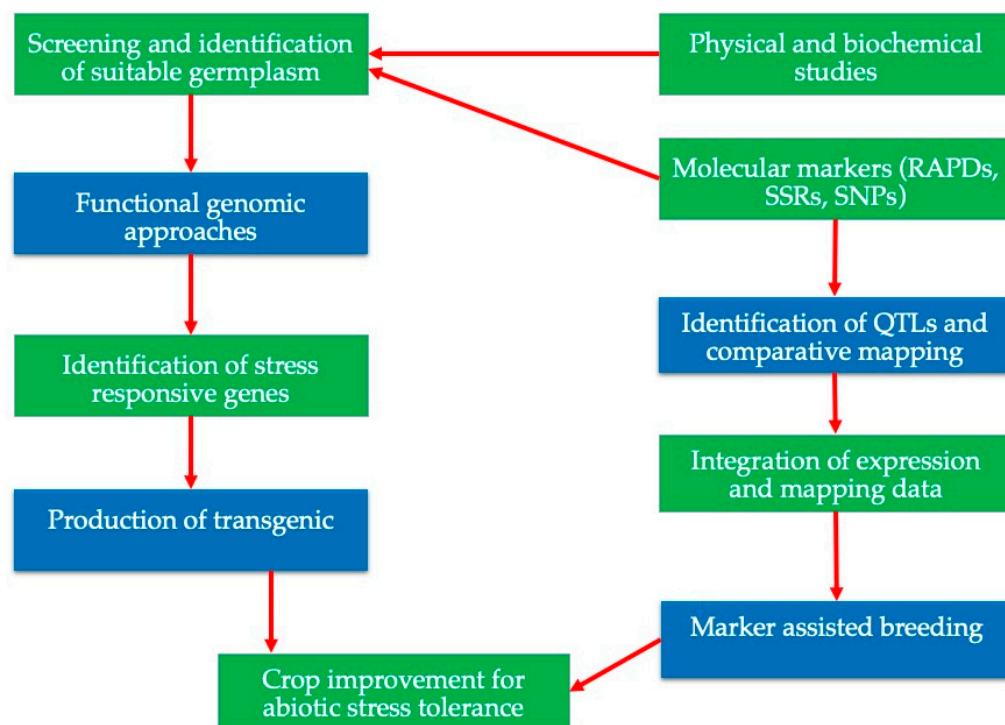 Screening and identification
of suitable germplasm
Physical and biochemical
studies
Molecular markers (RAPDs,
SSRs, SNPs)
Functional genomic
approaches
Identification of QTLs and
comparative mapping
Identification of stress
responsive genes
Integration of expression
and mapping data
Production of transgenic
Marker assisted breeding
Crop improvement for
abiotic stress tolerance